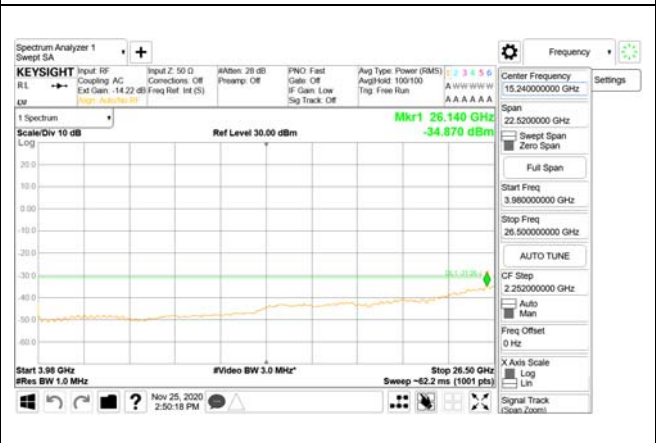 Spectrum Analyzer 1
Swept SA
+
Frequency
KEYSIGHT
RL
Input: RF
Coupling: AC
Ext Gain: -14.22 dB
Align: Auto/No RF
Input Z: 50 Ω
Corrections: Off
Freq Ref: Int (S)
#Atten: 28 dB
Preamp: Off
PNO: Fast
Gate: Off
IF Gain: Low
Sig Track: Off
Avg Type: Power (RMS)
Avg|Hold: 100/100
Trig: Free Run
1 2 3 4 5 6
A W W W W W
A A A A A A
1 Spectrum
Scale/Div 10 dB
Log
Ref Level 30.00 dBm
Mkr1 26.140 GHz
-34.870 dBm
20.0
10.0
0.00
-10.0
-20.0
-30.0
-40.0
-50.0
-60.0
Start 3.98 GHz
#Res BW 1.0 MHz
#Video BW 3.0 MHz*
Stop 26.50 GHz
Sweep ~62.2 ms (1001 pts)
Nov 25, 2020
2:50:18 PM
Center Frequency
15.240000000 GHz
Settings
Span
22.5200000 GHz
Swept Span
Zero Span
Full Span
Start Freq
3.980000000 GHz
Stop Freq
26.500000000 GHz
AUTO TUNE
CF Step
2.252000000 GHz
Auto
Man
Freq Offset
0 Hz
X Axis Scale
Log
Lin
Signal Track
(Span Zoom)